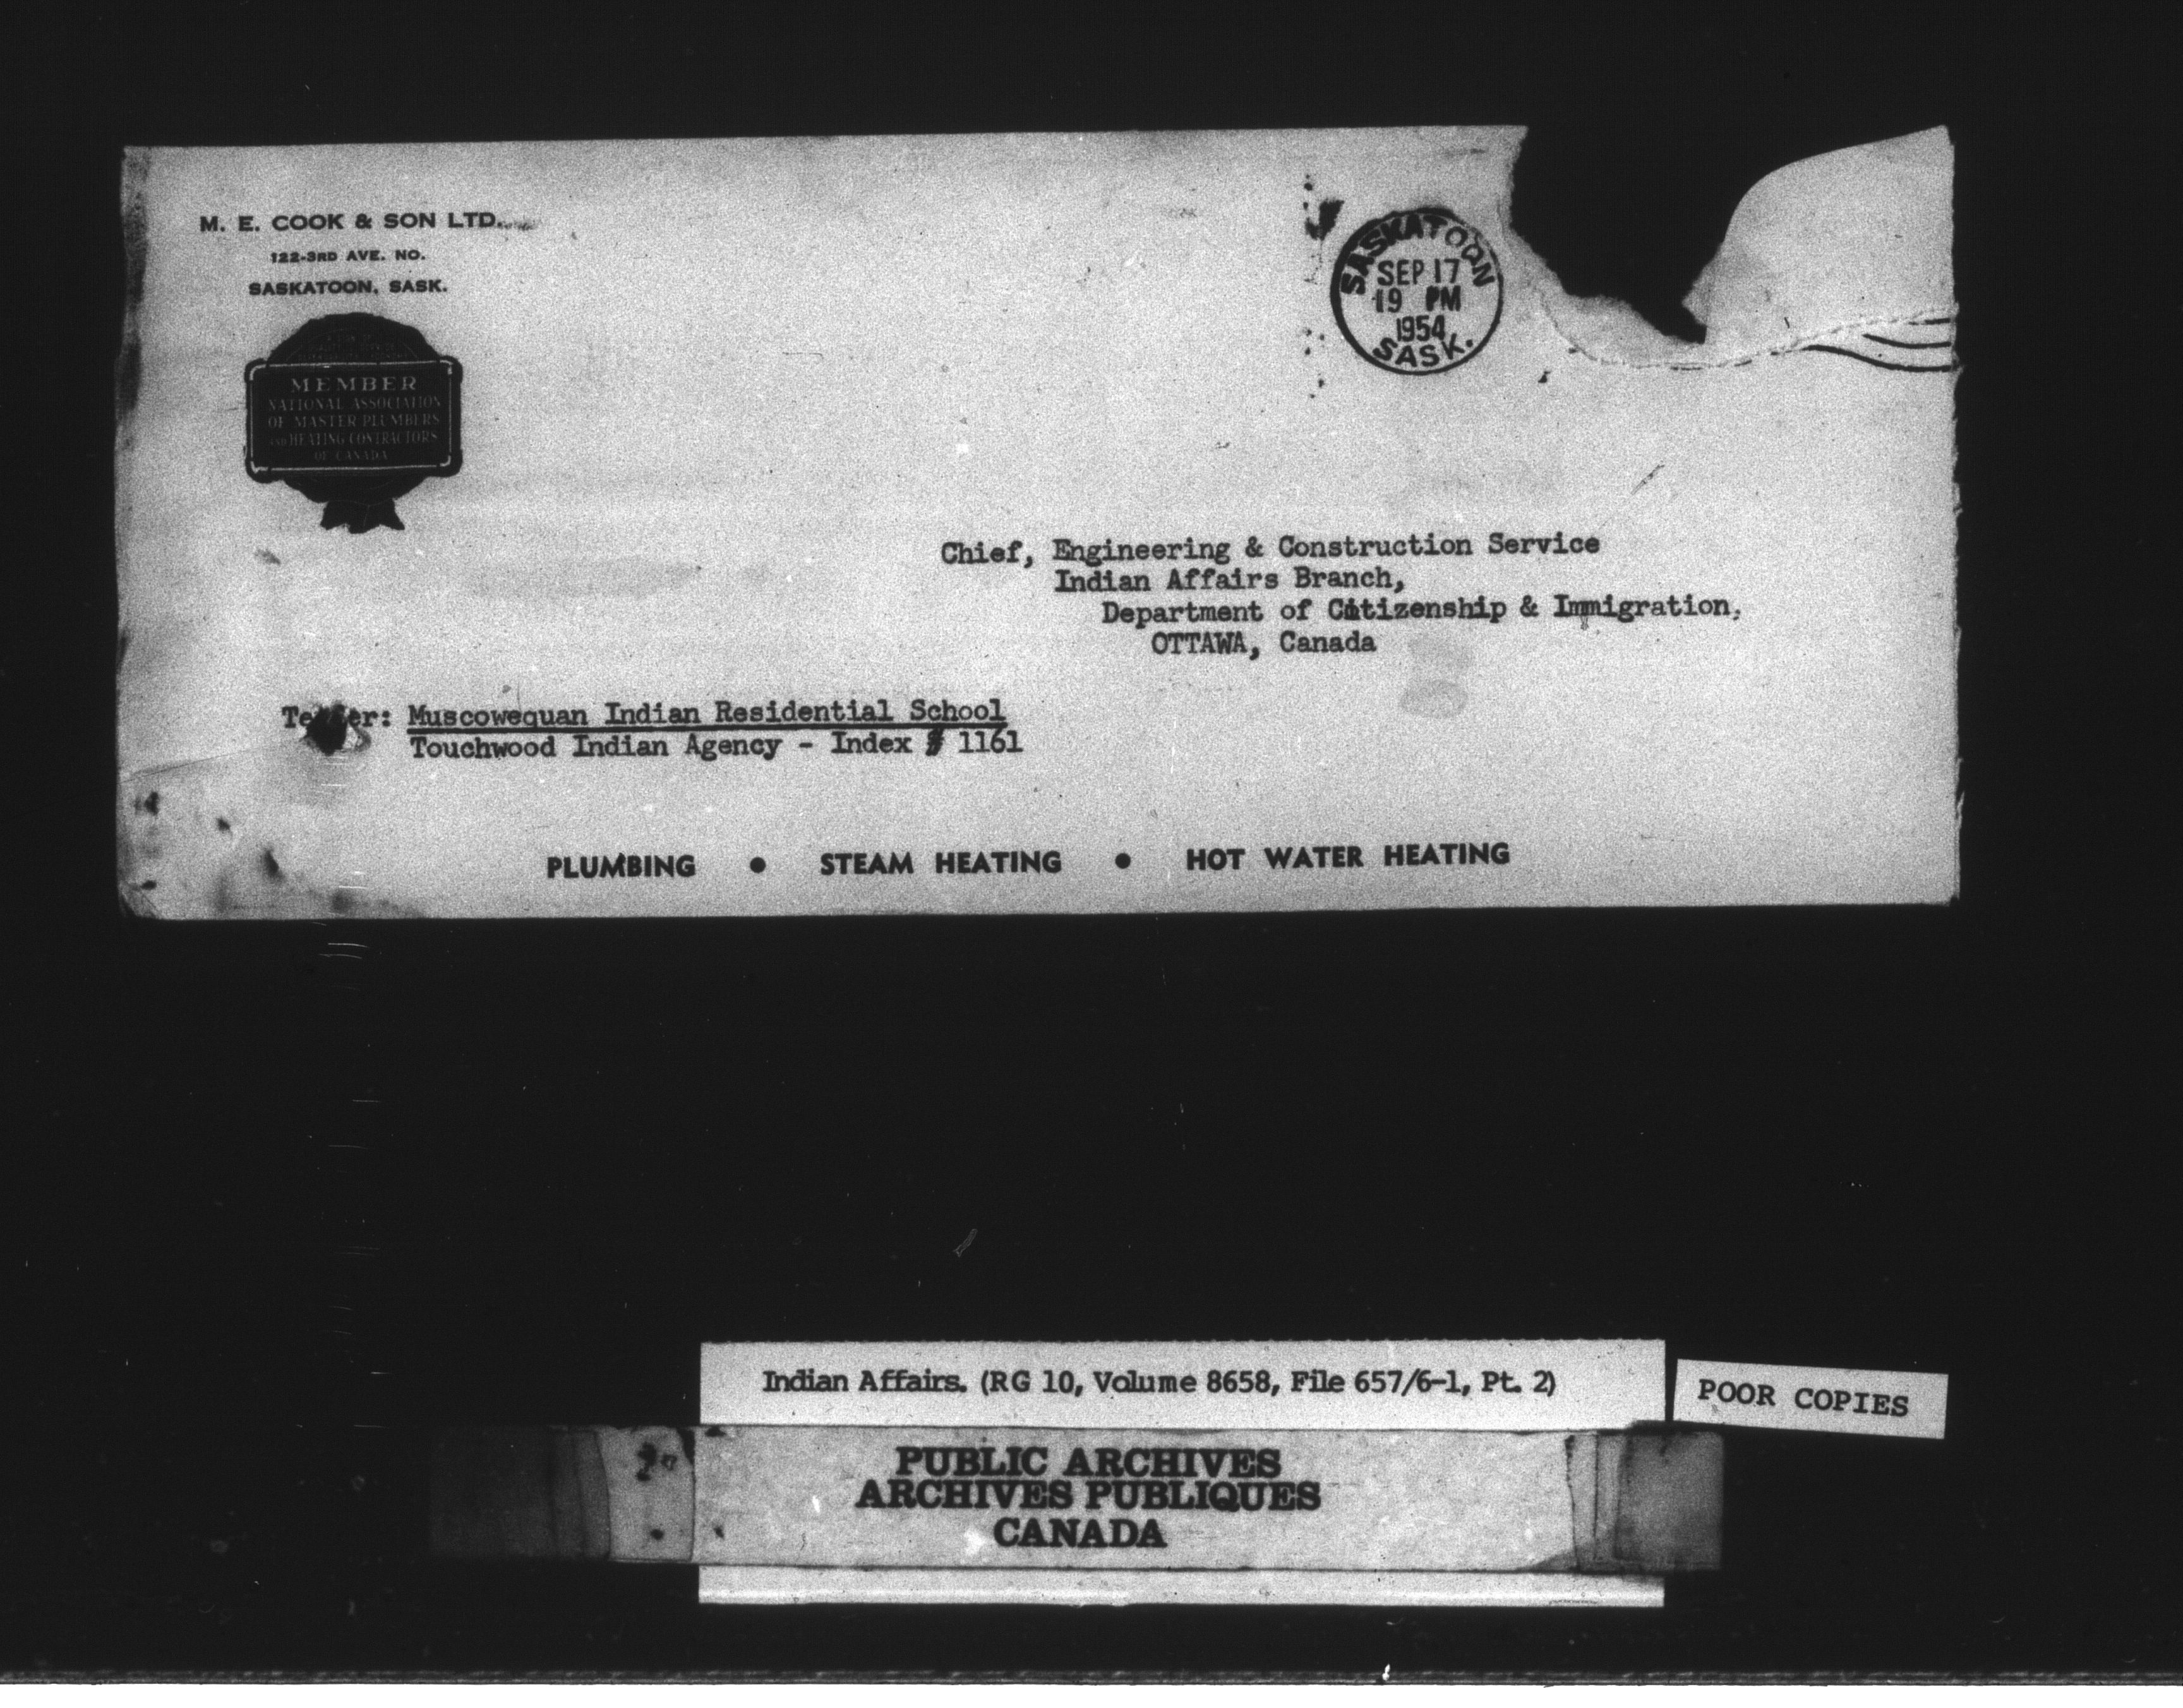 M. E. COOK & SON LTD.
122-3RD AVE. NO.
SASKATOON, SASK.
MEMBER
NATIONAL ASSOCIATION
OF MASTER PLUMBERS
AND HEATING CONTRACTORS
OF CANADA
SASKATOON
SEP 17
19 PM
1954
SASK.
Chief, Engineering & Construction Service
Indian Affairs Branch,
Department of Citizenship & Immigration,
OTTAWA, Canada
Muscowequan Indian Residential School
Touchwood Indian Agency - Index # 1161
PLUMBING • STEAM HEATING • HOT WATER HEATING
Indian Affairs. (RG 10, Volume 8658, File 657/6-1, Pt. 2)
POOR COPIES
PUBLIC ARCHIVES
ARCHIVES PUBLIQUES
CANADA